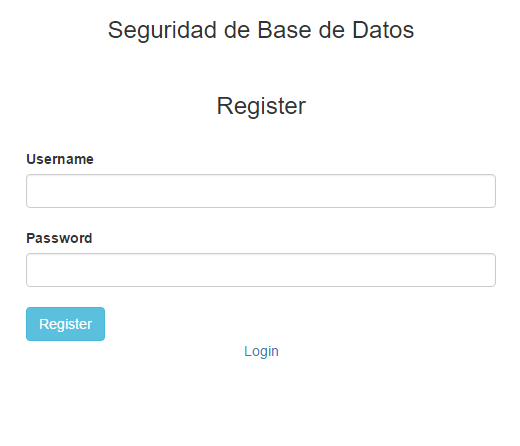 Seguridad de Base de Datos
Register
Username
Password
Register
Login